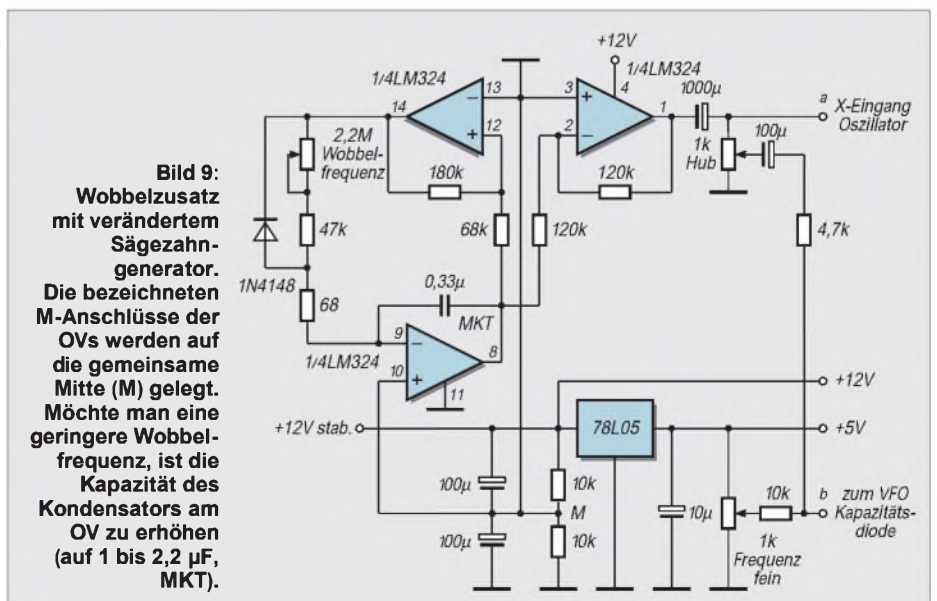 Bild 9:
Wobbelzusatz
mit verändertem
Sägezahn-
generator.
Die bezeichneten
M-Anschlüsse der
OVs werden auf
die gemeinsame
Mitte (M) gelegt.
Möchte man eine
geringere Wobbel-
frequenz, ist die
Kapazität des
Kondensators am
OV zu erhöhen
(auf 1 bis 2,2 µF,
MKT).
+12V
1/4LM324
1/4LM324
4
1000µ
13
14
12
3
2
1
a
X-Eingang
Oszillator
100µ
1k
Hub
2,2M
Wobbel-
frequenz
180k
120k
47k
68k
120k
4,7k
1N4148
68
0,33µ
MKT
9
8
10
11
1/4LM324
+12V
+12V stab.
78L05
+5V
100µ
10k
M
10µ
10k
b
zum VFO
Kapazitäts-
diode
100µ
10k
1k
Frequenz
fein